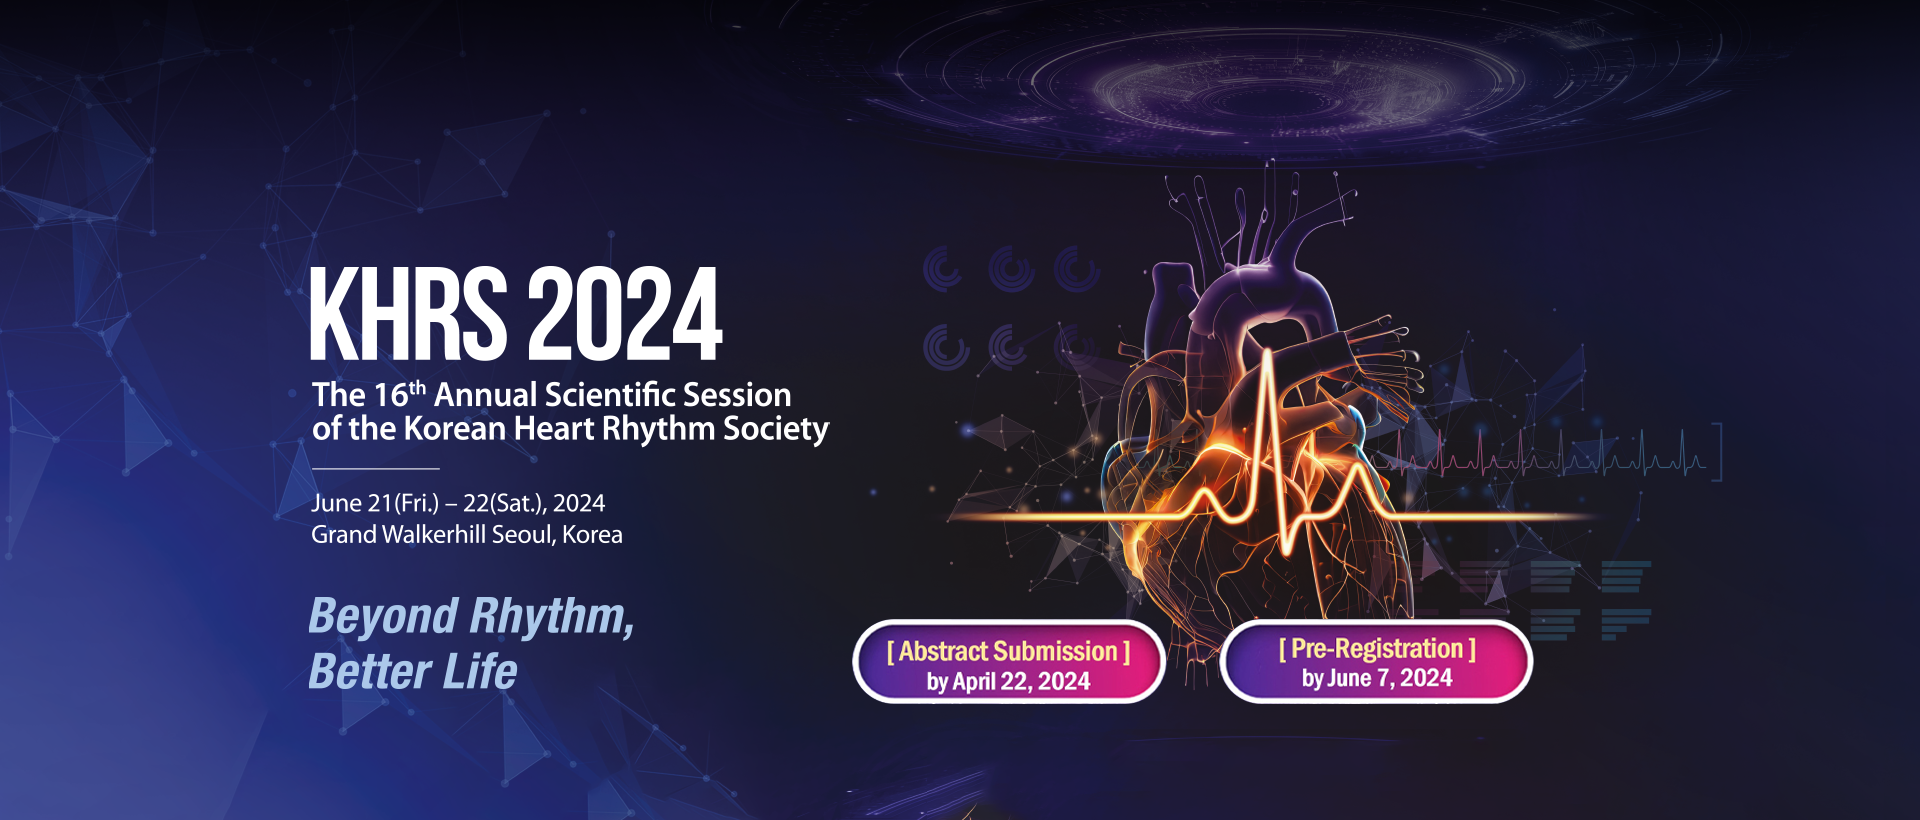 KHRS 2024
The 16th Annual Scientific Session
of the Korean Heart Rhythm Society
June 21(Fri.) – 22(Sat.), 2024
Grand Walkerhill Seoul, Korea
Beyond Rhythm,
Better Life
[ Abstract Submission ]
by April 22, 2024
[ Pre-Registration ]
by June 7, 2024